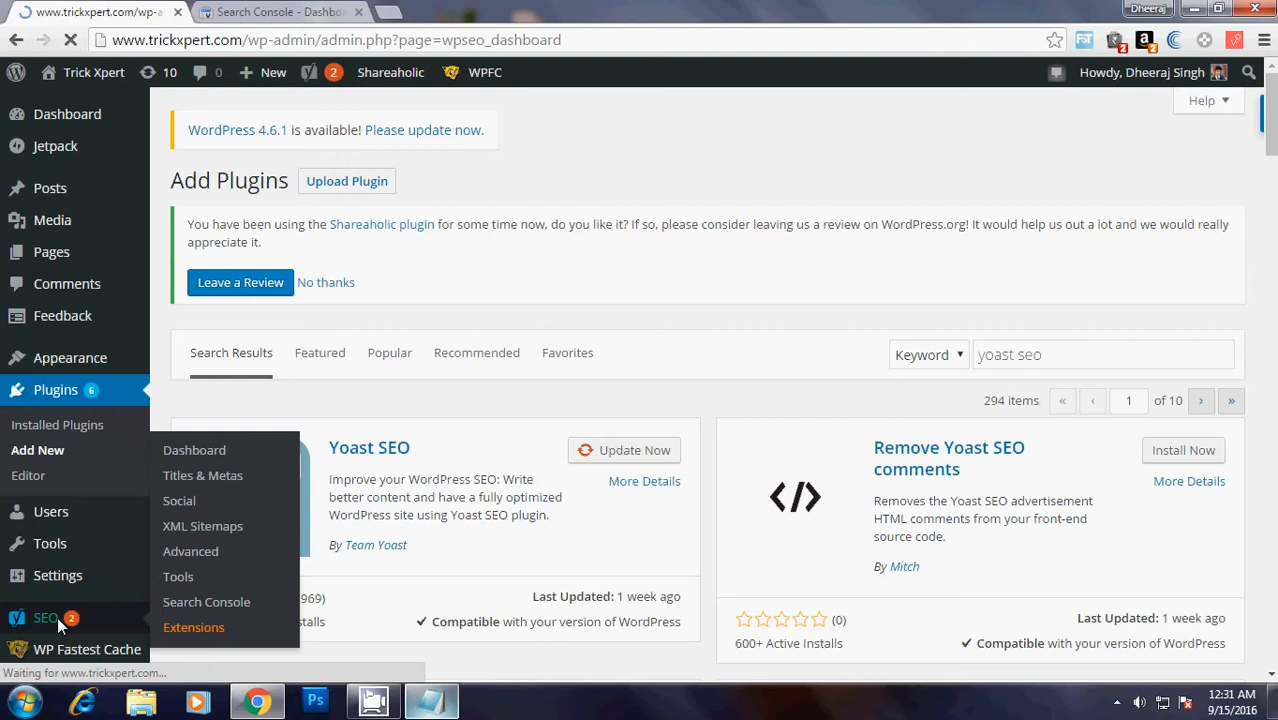 www.trickxpert.com/wp-a
Search Console - Dashbo
Dheeraj
www.trickxpert.com/wp-admin/admin.php?page=wpseo_dashboard
2
2
Trick Xpert
10
0
New
2
Shareaholic
WPFC
Howdy, Dheeraj Singh
Dashboard
Jetpack
Posts
Media
Pages
Comments
Feedback
Appearance
Plugins 6
Installed Plugins
Add New
Editor
Users
Tools
Settings
SEO 2
WP Fastest Cache
Dashboard
Titles & Metas
Social
XML Sitemaps
Advanced
Tools
Search Console
Extensions
Help
WordPress 4.6.1 is available! Please update now.
Add Plugins
Upload Plugin
You have been using the Shareaholic plugin for some time now, do you like it? If so, please consider leaving us a review on WordPress.org! It would help us out a lot and we would really
appreciate it.
Leave a Review
No thanks
Search Results
Featured
Popular
Recommended
Favorites
Keyword
yoast seo
294 items
«
‹
1
of 10
›
»
Yoast SEO
Update Now
More Details
Improve your WordPress SEO: Write
better content and have a fully optimized
WordPress site using Yoast SEO plugin.
By Team Yoast
969)
stalls
Last Updated: 1 week ago
Compatible with your version of WordPress
</>
Remove Yoast SEO
comments
Install Now
More Details
Removes the Yoast SEO advertisement
HTML comments from your front-end
source code.
By Mitch
(0)
600+ Active Installs
Last Updated: 1 week ago
Compatible with your version of WordPress
Waiting for www.trickxpert.com...
Ps
12:31 AM
9/15/2016